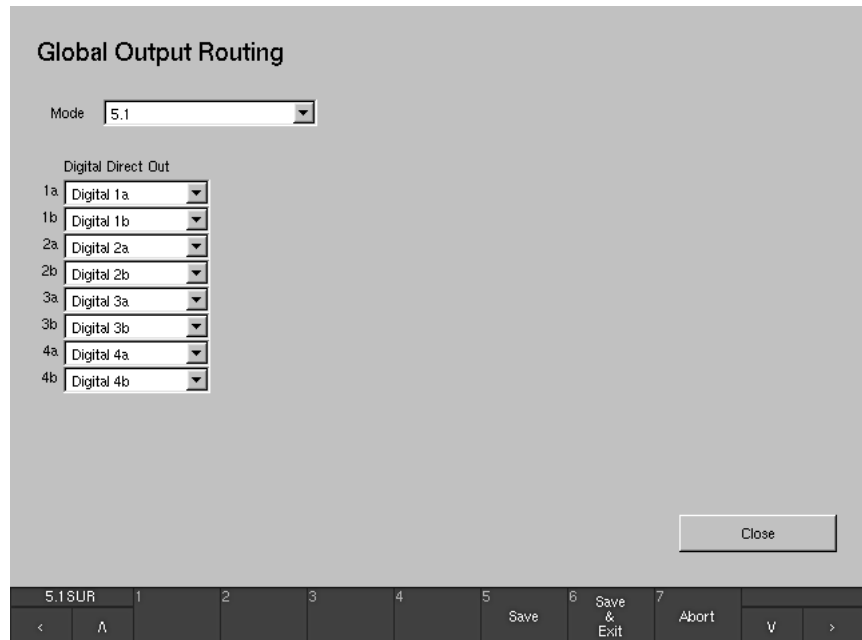 Global Output Routing
Mode 5.1
Digital Direct Out
1a Digital 1a
1b Digital 1b
2a Digital 2a
2b Digital 2b
3a Digital 3a
3b Digital 3b
4a Digital 4a
4b Digital 4b
Close
5.1SUR 1 2 3 4 5 6 7
Save
Save
&
Exit
Abort
< Λ V >